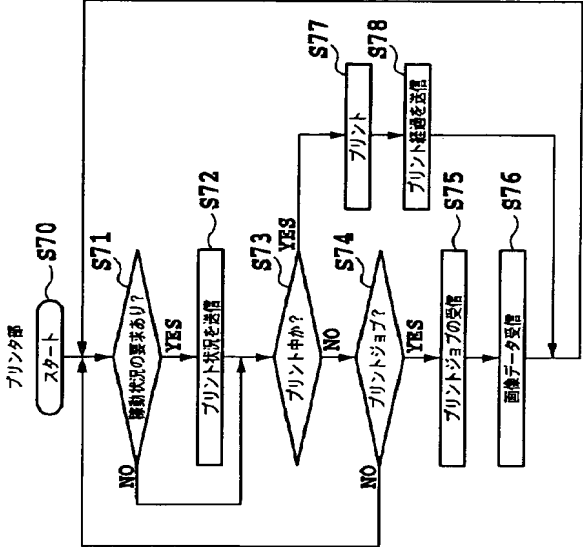 プリンタ部
スタート
S70
稼動状況の要求あり?
S71
YES
NO
プリント状況を送信
S72
プリント中か?
S73
YES
NO
プリント
S77
プリント経過を送信
S78
プリントジョブ?
S74
YES
NO
プリントジョブの受信
S75
画像データ受信
S76